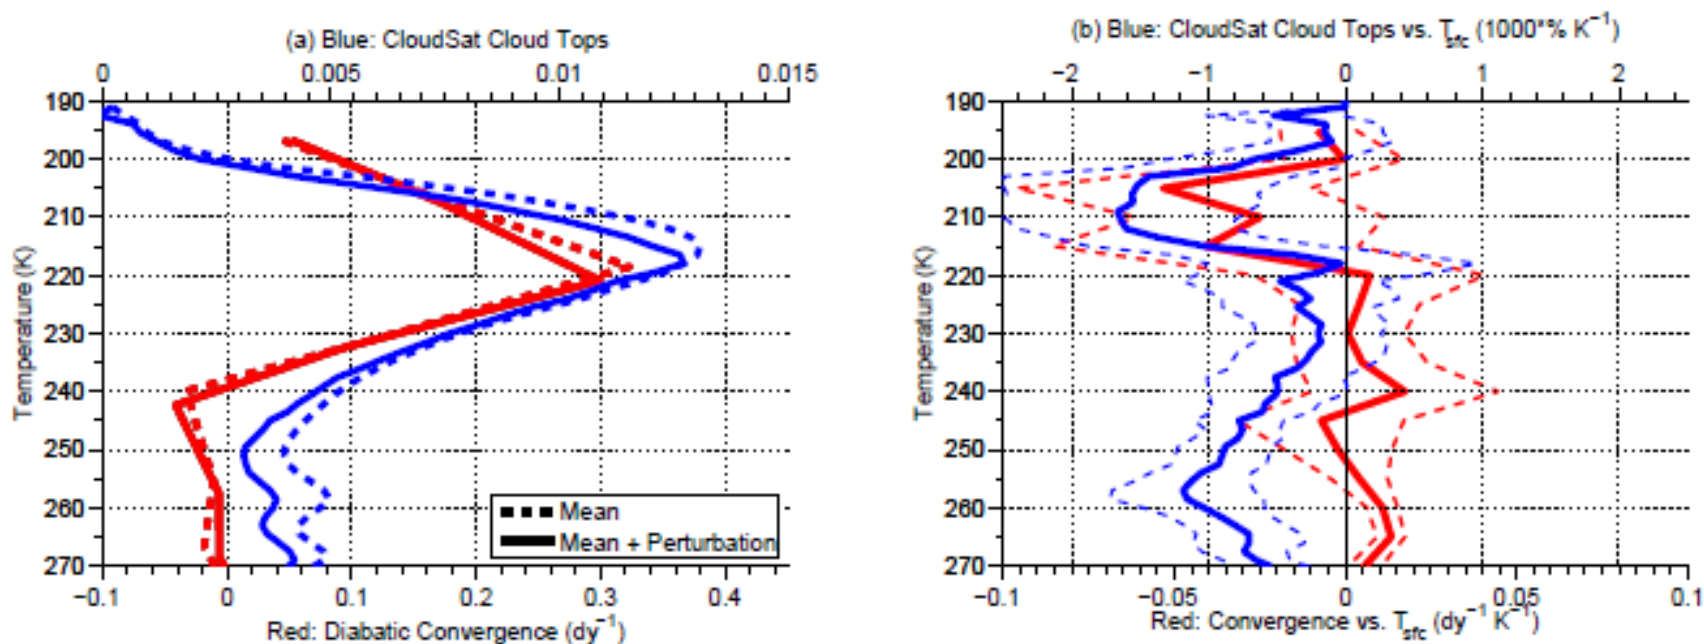 (a) Blue: CloudSat Cloud Tops
0 0.005 0.01 0.015
190
200
210
220
230
240
250
260
270
Temperature (K)
Mean
Mean + Perturbation
−0.1 0 0.1 0.2 0.3 0.4
Red: Diabatic Convergence (dy⁻¹)
(b) Blue: CloudSat Cloud Tops vs. Tsfc (1000*% K⁻¹)
−2 −1 0 1 2
190
200
210
220
230
240
250
260
270
Temperature (K)
−0.1 −0.05 0 0.05 0.1
Red: Convergence vs. Tsfc (dy⁻¹ K⁻¹)